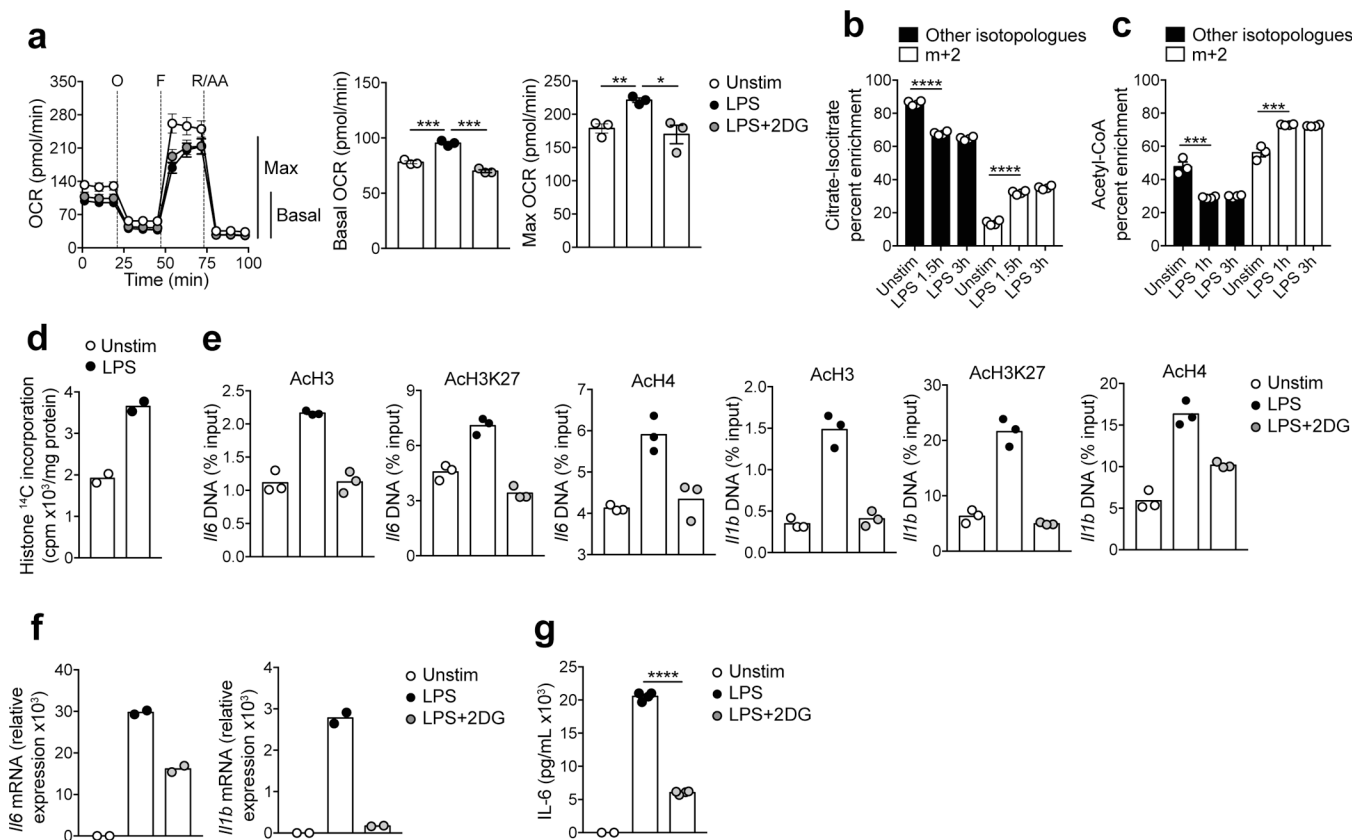 a
OCR (pmol/min)
350
280
210
140
70
0
O
F
R/AA
Max
Basal
0
25
50
75
100
Time (min)
Basal OCR (pmol/min)
150
100
50
0
***
***
Max OCR (pmol/min)
250
200
150
100
50
0
**
*
Unstim
LPS
LPS+2DG
b
Other isotopologues
m+2
Citrate-Isocitrate
percent enrichment
100
80
60
40
20
0
****
****
Unstim
LPS 1.5h
LPS 3h
Unstim
LPS 1.5h
LPS 3h
c
Other isotopologues
m+2
Acetyl-CoA
percent enrichment
100
80
60
40
20
0
***
***
Unstim
LPS 1h
LPS 3h
Unstim
LPS 1h
LPS 3h
d
Unstim
LPS
Histone ¹⁴C incorporation
(cpm x10³/mg protein)
4
3
2
1
0
e
AcH3
Il6 DNA (% input)
2.5
2.0
1.5
1.0
0.5
0.0
AcH3K27
Il6 DNA (% input)
9
6
3
0
AcH4
Il6 DNA (% input)
7
6
5
4
3
AcH3
Il1b DNA (% input)
2.0
1.5
1.0
0.5
0.0
AcH3K27
Il1b DNA (% input)
30
20
10
0
AcH4
Il1b DNA (% input)
20
15
10
5
0
Unstim
LPS
LPS+2DG
f
Il6 mRNA (relative
expression x10³)
40
30
20
10
0
Il1b mRNA (relative
expression x10³)
4
3
2
1
0
Unstim
LPS
LPS+2DG
g
IL-6 (pg/mL x10³)
25
20
15
10
5
0
****
Unstim
LPS
LPS+2DG